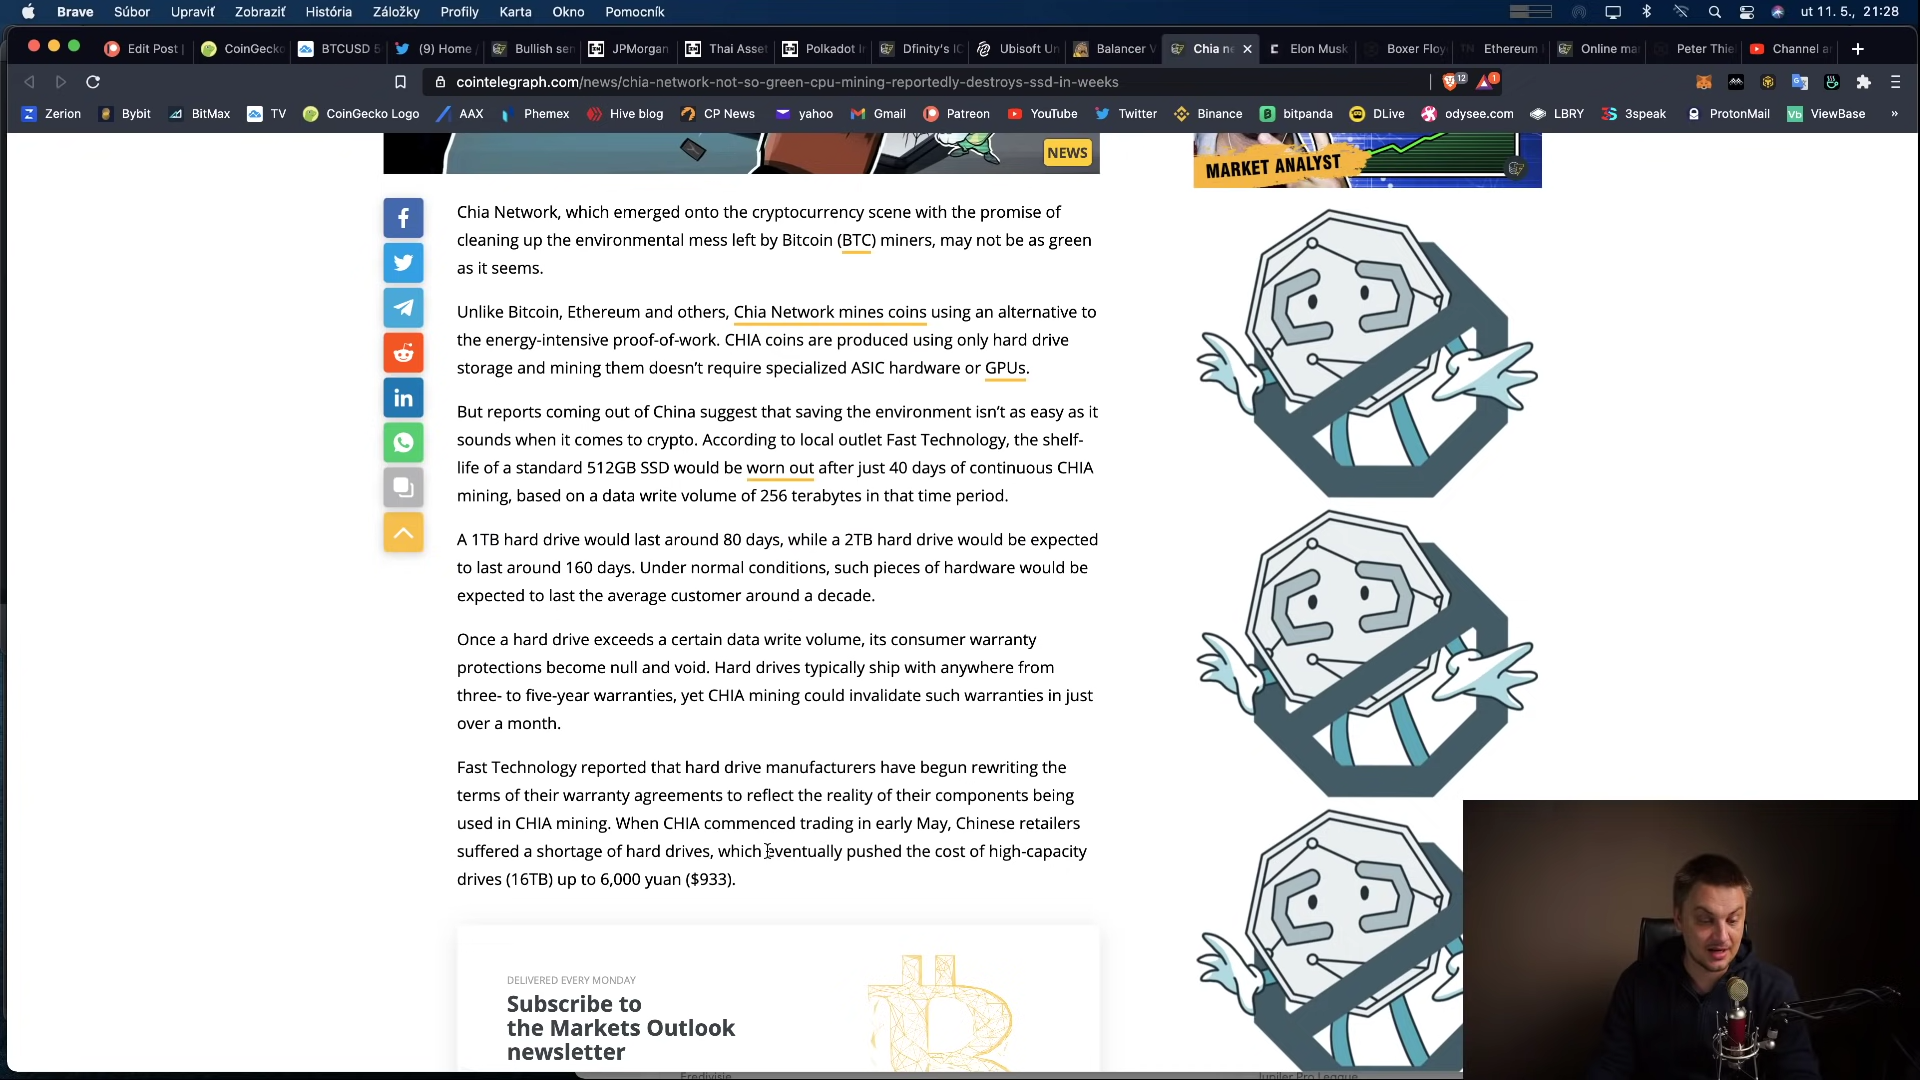 Brave Súbor Upraviť Zobraziť História Záložky Profily Karta Okno Pomocník ut 11. 5., 21:28
Edit Post | CoinGecko BTCUSD 5 (9) Home / Bullish sen JPMorgan Thai Asset Polkadot I Dfinity's IC Ubisoft Un Balancer V Chia ne Elon Musk Boxer Floy Ethereum Online ma Peter Thie Channel a
cointelegraph.com/news/chia-network-not-so-green-cpu-mining-reportedly-destroys-ssd-in-weeks 12 1
Zerion Bybit BitMax TV CoinGecko Logo AAX Phemex Hive blog CP News yahoo Gmail Patreon YouTube Twitter Binance bitpanda DLive odysee.com LBRY 3speak ProtonMail ViewBase »
NEWS
MARKET ANALYST
Chia Network, which emerged onto the cryptocurrency scene with the promise of
cleaning up the environmental mess left by Bitcoin (BTC) miners, may not be as green
as it seems.
Unlike Bitcoin, Ethereum and others, Chia Network mines coins using an alternative to
the energy-intensive proof-of-work. CHIA coins are produced using only hard drive
storage and mining them doesn't require specialized ASIC hardware or GPUs.
But reports coming out of China suggest that saving the environment isn't as easy as it
sounds when it comes to crypto. According to local outlet Fast Technology, the shelf-
life of a standard 512GB SSD would be worn out after just 40 days of continuous CHIA
mining, based on a data write volume of 256 terabytes in that time period.
A 1TB hard drive would last around 80 days, while a 2TB hard drive would be expected
to last around 160 days. Under normal conditions, such pieces of hardware would be
expected to last the average customer around a decade.
Once a hard drive exceeds a certain data write volume, its consumer warranty
protections become null and void. Hard drives typically ship with anywhere from
three- to five-year warranties, yet CHIA mining could invalidate such warranties in just
over a month.
Fast Technology reported that hard drive manufacturers have begun rewriting the
terms of their warranty agreements to reflect the reality of their components being
used in CHIA mining. When CHIA commenced trading in early May, Chinese retailers
suffered a shortage of hard drives, which eventually pushed the cost of high-capacity
drives (16TB) up to 6,000 yuan ($933).
DELIVERED EVERY MONDAY
Subscribe to
the Markets Outlook
newsletter